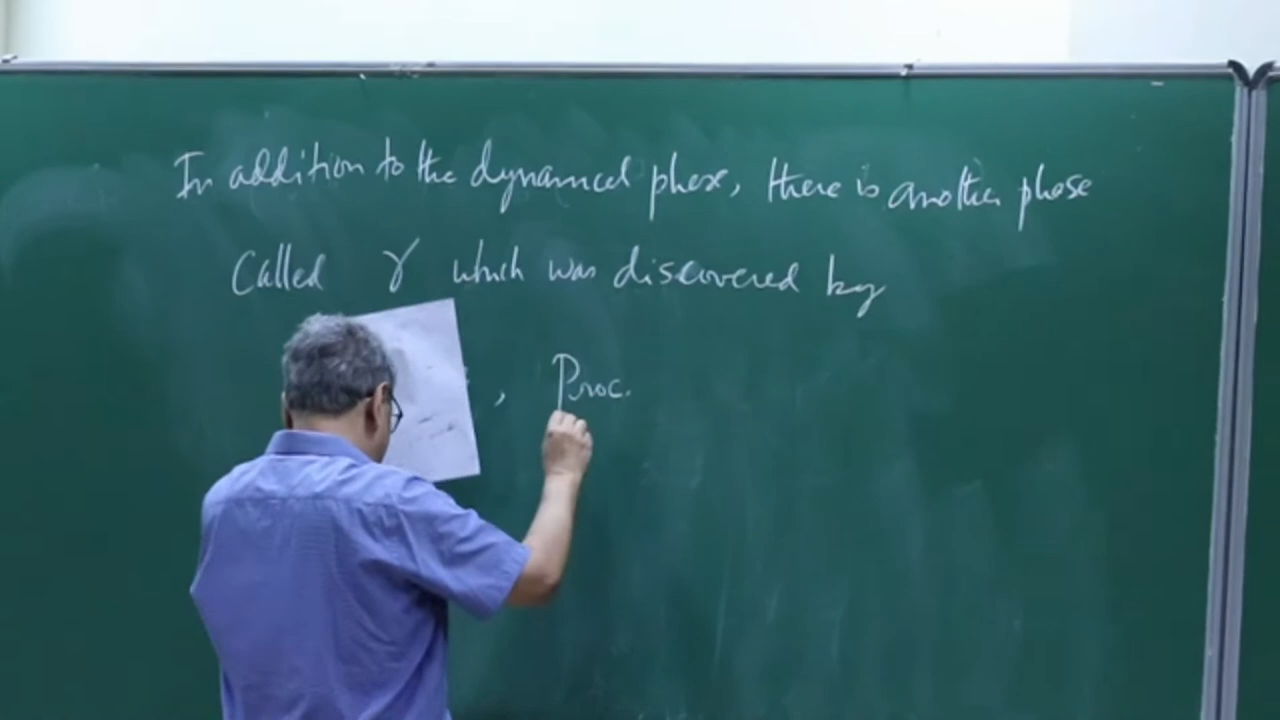 In addition to the dynamical phase, there is another phase
Called γ which was discovered by
, Proc.